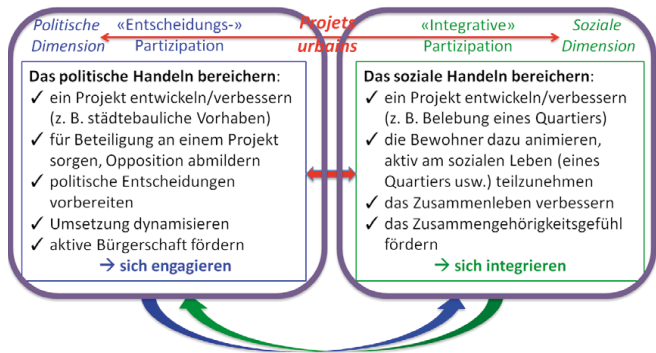 Politische
Dimension
«Entscheidungs-»
Partizipation
Projets
urbains
«Integrative»
Partizipation
Soziale
Dimension
Das politische Handeln bereichern:
✓ ein Projekt entwickeln/verbessern
(z. B. städtebauliche Vorhaben)
✓ für Beteiligung an einem Projekt
sorgen, Opposition abmildern
✓ politische Entscheidungen
vorbereiten
✓ Umsetzung dynamisieren
✓ aktive Bürgerschaft fördern
→ sich engagieren
Das soziale Handeln bereichern:
✓ ein Projekt entwickeln/verbessern
(z. B. Belebung eines Quartiers)
✓ die Bewohner dazu animieren,
aktiv am sozialen Leben (eines
Quartiers usw.) teilzunehmen
✓ das Zusammenleben verbessern
✓ das Zusammengehörigkeitsgefühl
fördern
→ sich integrieren